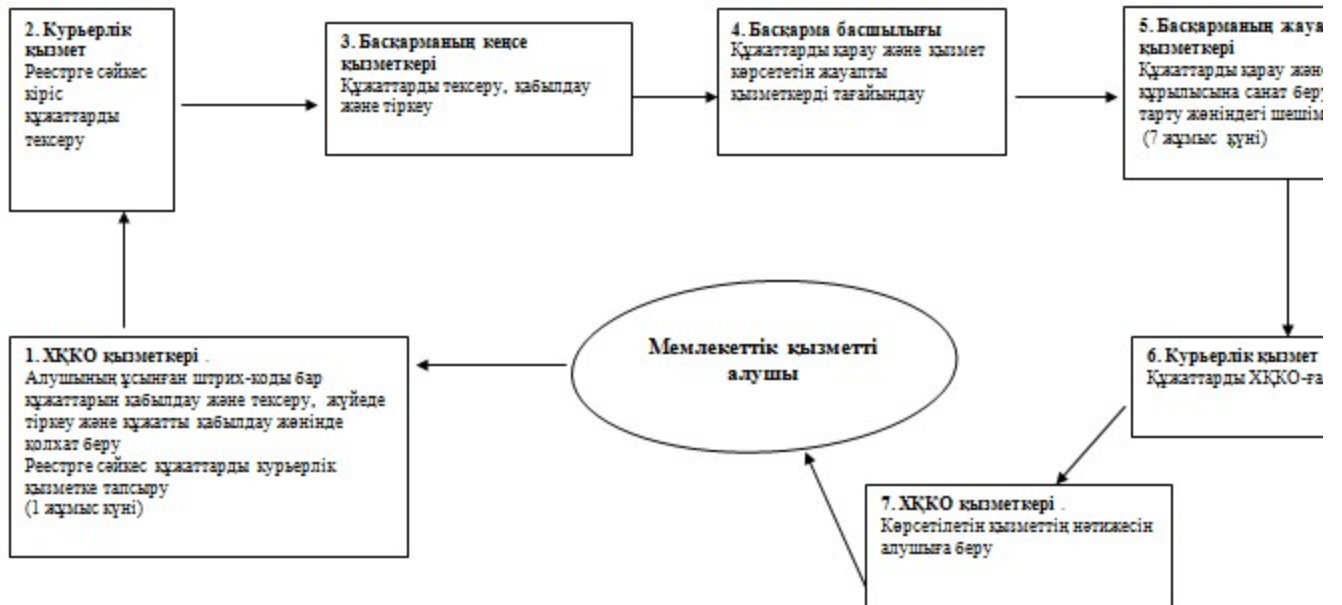 2. Курьерлік
қызмет
Реестрге сәйкес
кіріс
құжаттарды
тексеру
3. Басқарманың кеңсе
қызметкері
Құжаттарды тексеру, қабылдау
және тіркеу
4. Басқарма басшылығы
Құжаттарды қарау және қызмет
көрсететін жауапты
қызметкерді тағайындау
5. Басқарманың
қызметкері
Құжаттарды қарау
құрылысына санат
тарту жөніндегі
(7 жұмыс күні)
1. ХҚКО қызметкері .
Алушының ұсынған штрих-коды бар
құжаттарын қабылдау және тексеру, жүйеде
тіркеу және құжатты қабылдау жөнінде
қолхат беру
Реестрге сәйкес құжаттарды курьерлік
қызметке тапсыру
(1 жұмыс күні)
Мемлекеттік қызметті
алушы
6. Курьерлік қызмет
Құжаттарды ХҚКО-ға
7. ХҚКО қызметкері .
Көрсетілетін қызметтің нәтижесін
алушыға беру